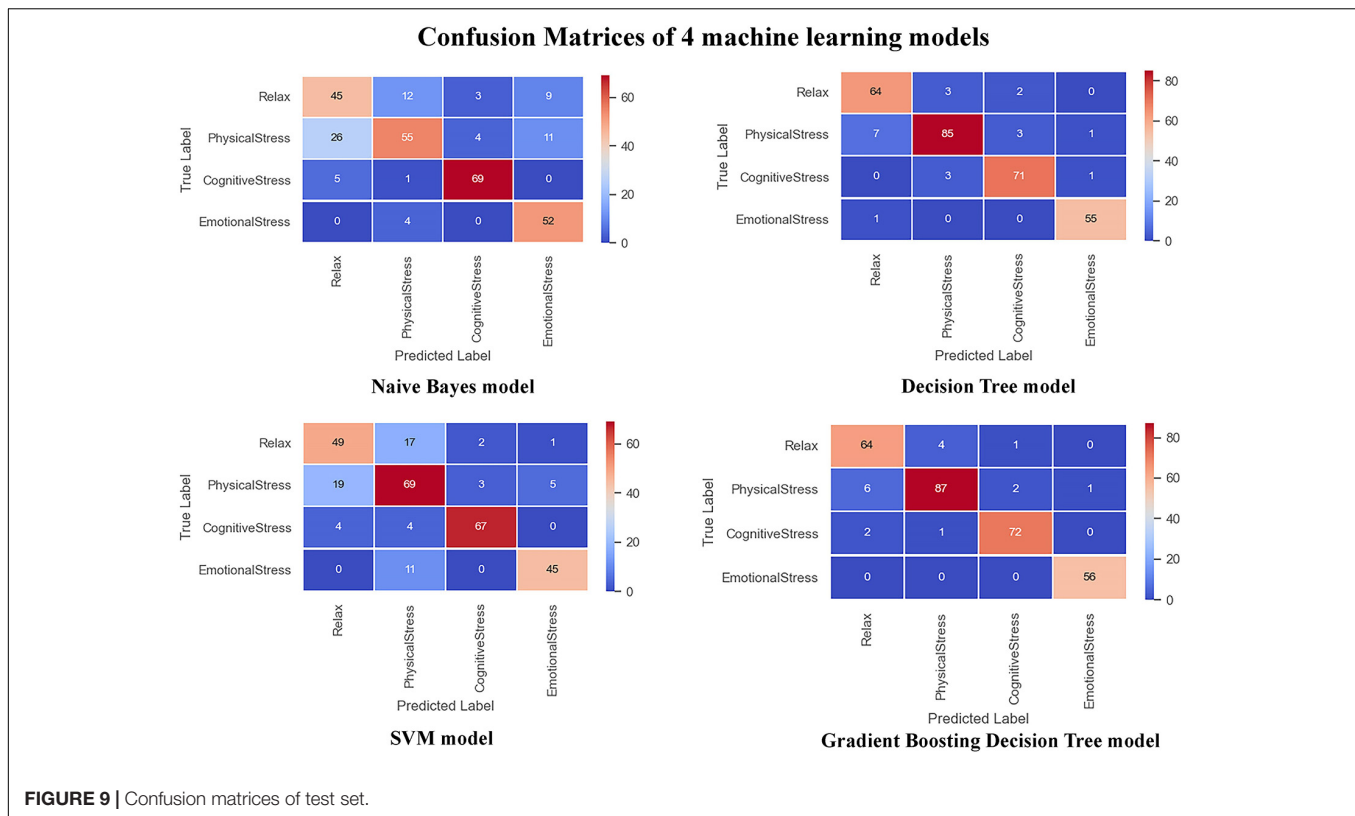 Confusion Matrices of 4 machine learning models
True Label
Relax 45 12 3 9
PhysicalStress 26 55 4 11
CognitiveStress 5 1 69 0
EmotionalStress 0 4 0 52
60
40
20
0
Relax
PhysicalStress
CognitiveStress
EmotionalStress
Predicted Label
Naive Bayes model
True Label
Relax 64 3 2 0
PhysicalStress 7 85 3 1
CognitiveStress 0 3 71 1
EmotionalStress 1 0 0 55
80
60
40
20
0
Relax
PhysicalStress
CognitiveStress
EmotionalStress
Predicted Label
Decision Tree model
True Label
Relax 49 17 2 1
PhysicalStress 19 69 3 5
CognitiveStress 4 4 67 0
EmotionalStress 0 11 0 45
60
40
20
0
Relax
PhysicalStress
CognitiveStress
EmotionalStress
Predicted Label
SVM model
True Label
Relax 64 4 1 0
PhysicalStress 6 87 2 1
CognitiveStress 2 1 72 0
EmotionalStress 0 0 0 56
80
60
40
20
0
Relax
PhysicalStress
CognitiveStress
EmotionalStress
Predicted Label
Gradient Boosting Decision Tree model
FIGURE 9 | Confusion matrices of test set.